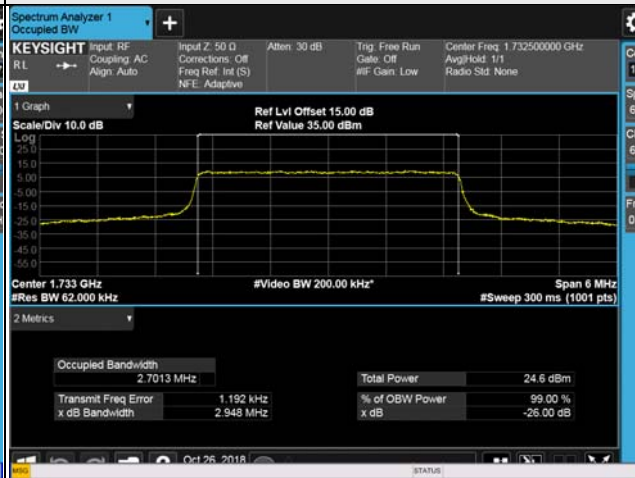 Spectrum Analyzer 1
Occupied BW
+
KEYSIGHT
RL
LXI
Input: RF
Coupling: AC
Align: Auto
Input Z: 50 Ω
Corrections: Off
Freq Ref: Int (S)
NFE: Adaptive
Atten: 30 dB
Trig: Free Run
Gate: Off
#IF Gain: Low
Center Freq: 1.732500000 GHz
Avg|Hold: 1/1
Radio Std: None
1 Graph
Scale/Div 10.0 dB
Ref Lvl Offset 15.00 dB
Ref Value 35.00 dBm
Log
25.0
15.0
5.00
-5.00
-15.0
-25.0
-35.0
-45.0
-55.0
Center 1.733 GHz
#Video BW 200.00 kHz*
Span 6 MHz
#Res BW 62.000 kHz
#Sweep 300 ms (1001 pts)
2 Metrics
Occupied Bandwidth
2.7013 MHz
Total Power 24.6 dBm
Transmit Freq Error 1.192 kHz
% of OBW Power 99.00 %
x dB Bandwidth 2.948 MHz
x dB -26.00 dB
Oct 26, 2018
MSG
STATUS